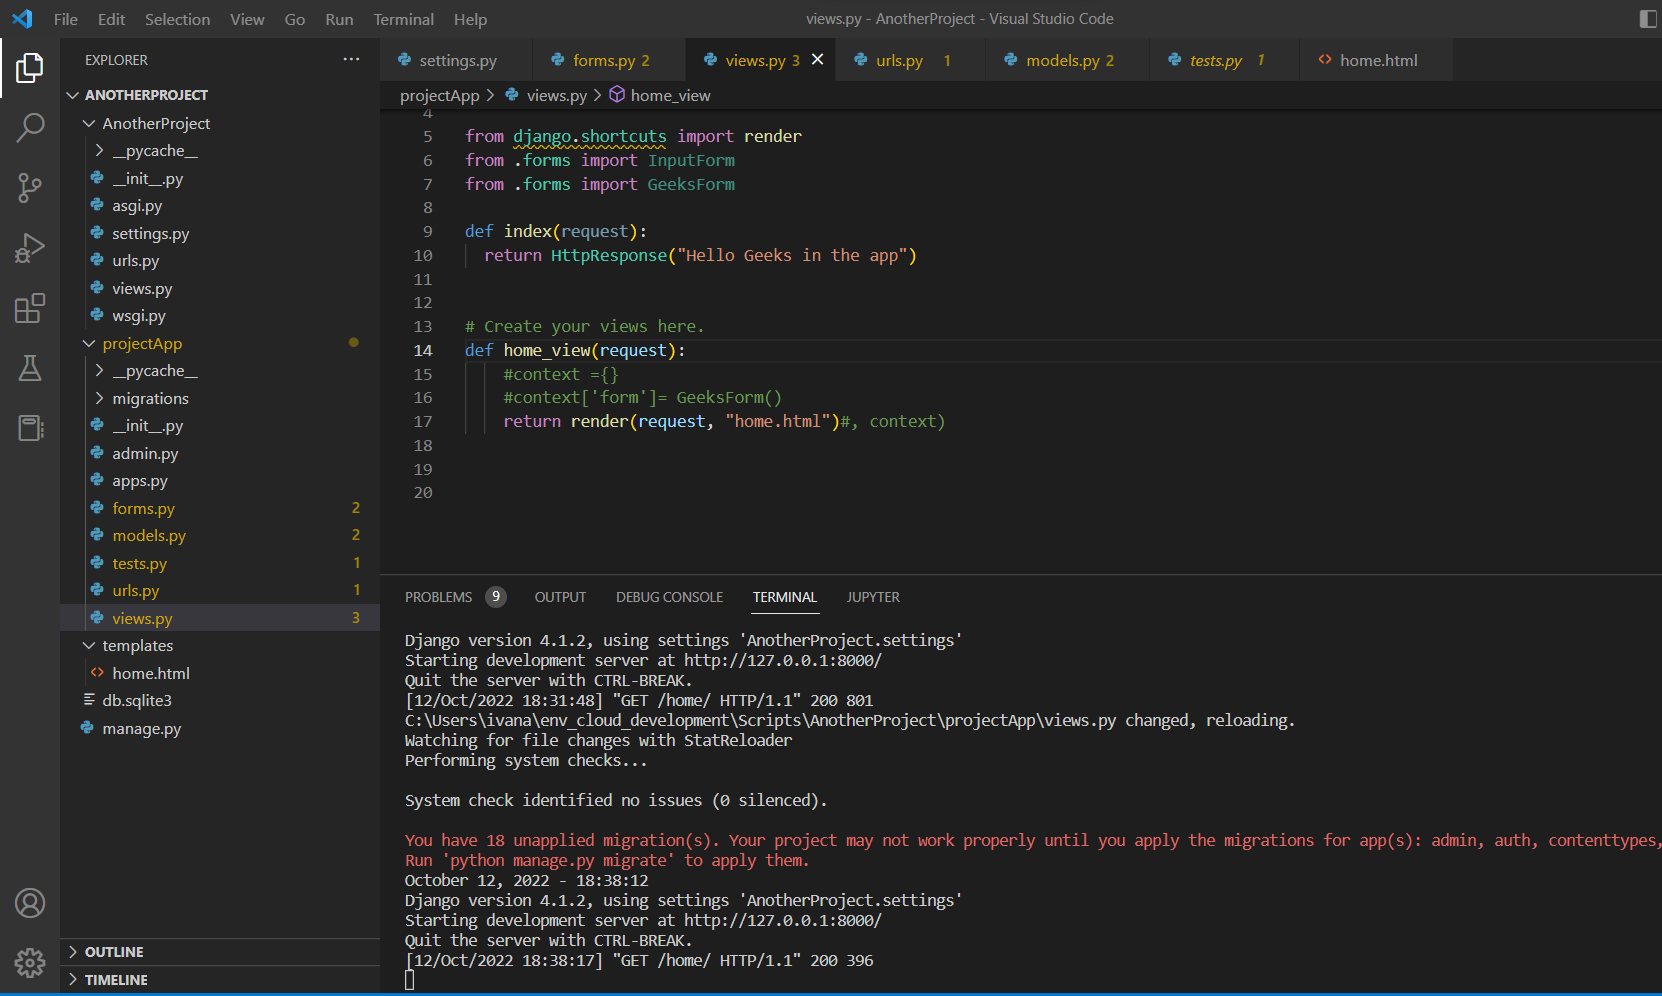 File Edit Selection View Go Run Terminal Help
views.py - AnotherProject - Visual Studio Code
EXPLORER
ANOTHERPROJECT
AnotherProject
__pycache__
__init__.py
asgi.py
settings.py
urls.py
views.py
wsgi.py
projectApp
__pycache__
migrations
__init__.py
admin.py
apps.py
forms.py 2
models.py 2
tests.py 1
urls.py 1
views.py 3
templates
home.html
db.sqlite3
manage.py
OUTLINE
TIMELINE
settings.py forms.py 2 views.py 3 urls.py 1 models.py 2 tests.py 1 home.html
projectApp > views.py > home_view
4
5 from django.shortcuts import render
6 from .forms import InputForm
7 from .forms import GeeksForm
8
9 def index(request):
10 return HttpResponse("Hello Geeks in the app")
11
12
13 # Create your views here.
14 def home_view(request):
15 #context ={}
16 #context['form']= GeeksForm()
17 return render(request, "home.html")#, context)
18
19
20
PROBLEMS 9 OUTPUT DEBUG CONSOLE TERMINAL JUPYTER
Django version 4.1.2, using settings 'AnotherProject.settings'
Starting development server at http://127.0.0.1:8000/
Quit the server with CTRL-BREAK.
[12/Oct/2022 18:31:48] "GET /home/ HTTP/1.1" 200 801
C:\Users\ivana\env_cloud_development\Scripts\AnotherProject\projectApp\views.py changed, reloading.
Watching for file changes with StatReloader
Performing system checks...
System check identified no issues (0 silenced).
You have 18 unapplied migration(s). Your project may not work properly until you apply the migrations for app(s): admin, auth, contenttypes,
Run 'python manage.py migrate' to apply them.
October 12, 2022 - 18:38:12
Django version 4.1.2, using settings 'AnotherProject.settings'
Starting development server at http://127.0.0.1:8000/
Quit the server with CTRL-BREAK.
[12/Oct/2022 18:38:17] "GET /home/ HTTP/1.1" 200 396